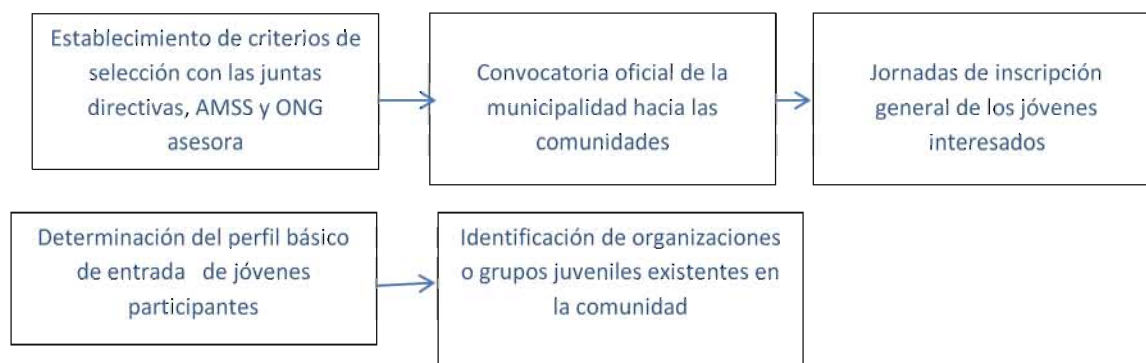 Establecimiento de criterios de
selección con las juntas
directivas, AMSS y ONG
asesora
Convocatoria oficial de la
municipalidad hacia las
comunidades
Jornadas de inscripción
general de los jóvenes
interesados
Determinación del perfil básico
de entrada de jóvenes
participantes
Identificación de organizaciones
o grupos juveniles existentes en
la comunidad